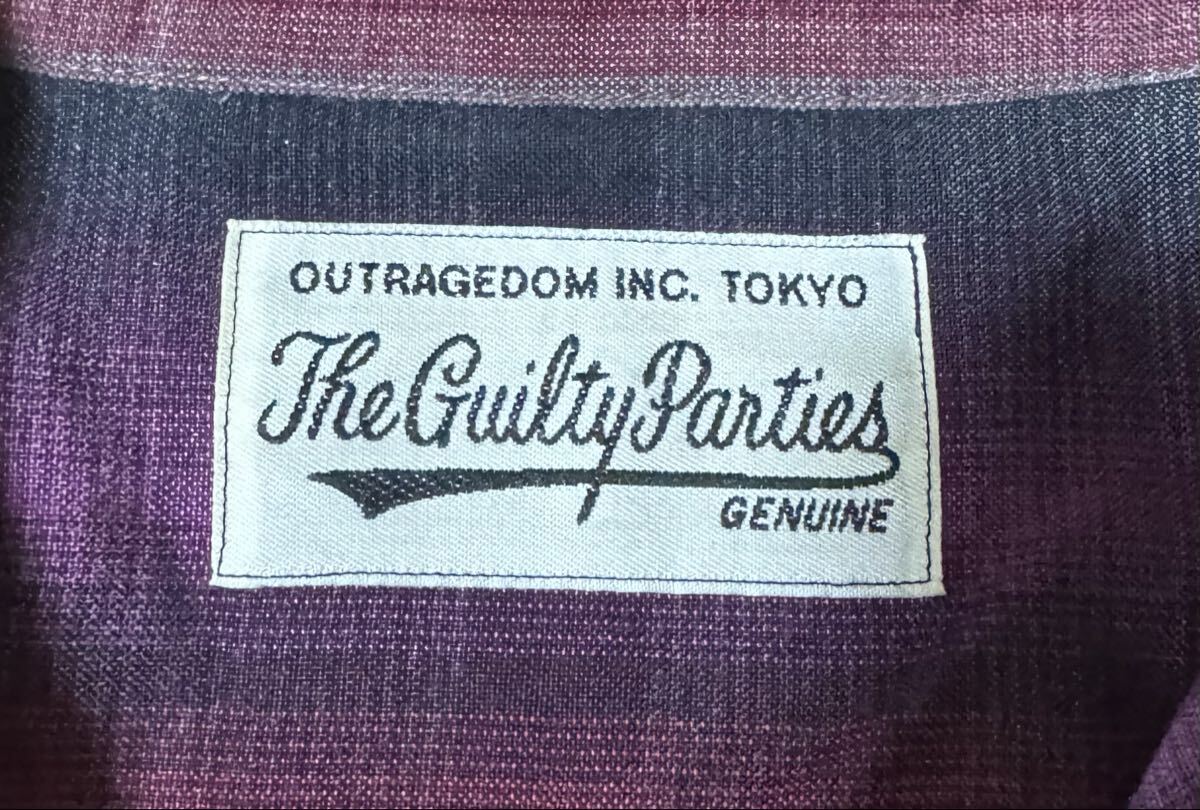 OUTRAGEDOM INC. TOKYO
The Guilty Parties
GENUINE